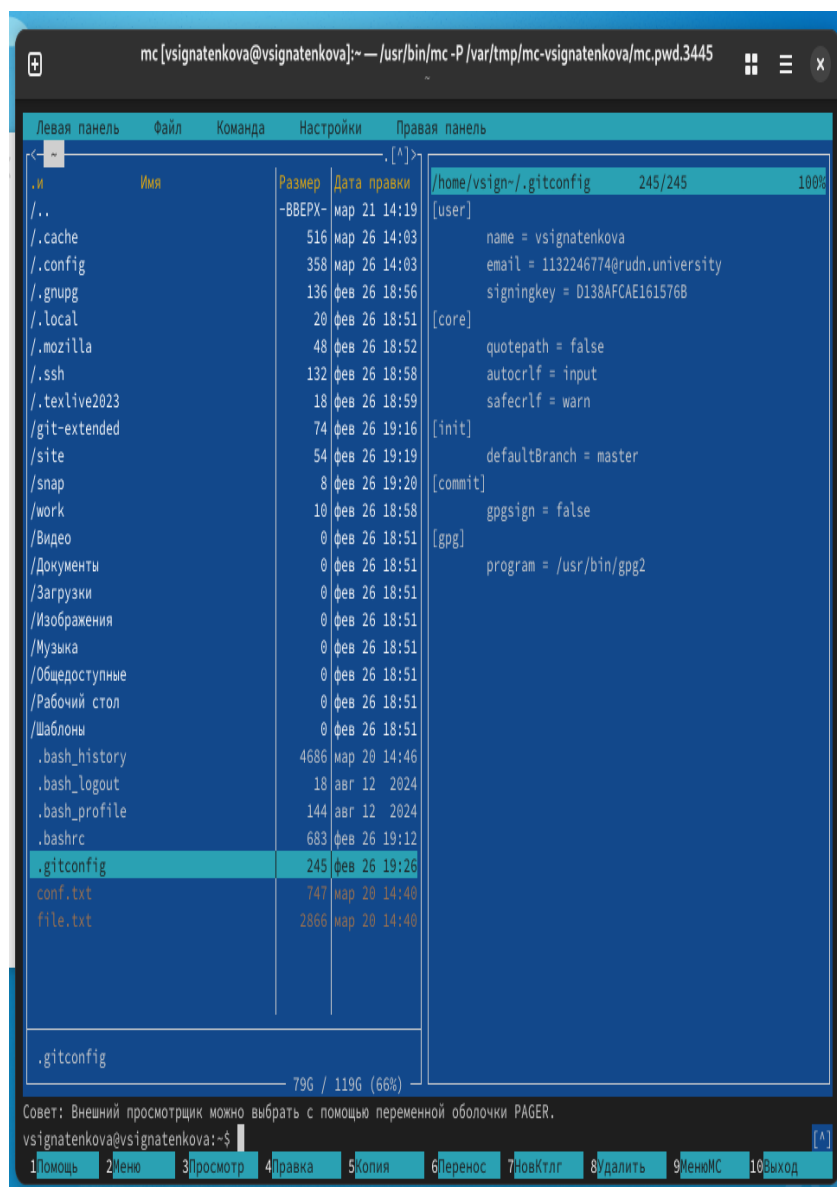 mc [vsignatenkova@vsignatenkova]:~ — /usr/bin/mc -P /var/tmp/mc-vsignatenkova/mc.pwd.3445
~
Левая панель Файл Команда Настройки Правая панель
<─ ~ ─.[^]>
.и Имя Размер Дата правки
/.. -ВВЕРХ- мар 21 14:19
/.cache 516 мар 26 14:03
/.config 358 мар 26 14:03
/.gnupg 136 фев 26 18:56
/.local 20 фев 26 18:51
/.mozilla 48 фев 26 18:52
/.ssh 132 фев 26 18:58
/.texlive2023 18 фев 26 18:59
/git-extended 74 фев 26 19:16
/site 54 фев 26 19:19
/snap 8 фев 26 19:20
/work 10 фев 26 18:58
/Видео 0 фев 26 18:51
/Документы 0 фев 26 18:51
/Загрузки 0 фев 26 18:51
/Изображения 0 фев 26 18:51
/Музыка 0 фев 26 18:51
/Общедоступные 0 фев 26 18:51
/Рабочий стол 0 фев 26 18:51
/Шаблоны 0 фев 26 18:51
.bash_history 4686 мар 20 14:46
.bash_logout 18 авг 12 2024
.bash_profile 144 авг 12 2024
.bashrc 683 фев 26 19:12
.gitconfig 245 фев 26 19:26
conf.txt 747 мар 20 14:40
file.txt 2866 мар 20 14:40
.gitconfig
79G / 119G (66%)
/home/vsign~/.gitconfig 245/245 100%
[user]
name = vsignatenkova
email = 1132246774@rudn.university
signingkey = D138AFCAE161576B
[core]
quotepath = false
autocrlf = input
safecrlf = warn
[init]
defaultBranch = master
[commit]
gpgsign = false
[gpg]
program = /usr/bin/gpg2
Совет: Внешний просмотрщик можно выбрать с помощью переменной оболочки PAGER.
vsignatenkova@vsignatenkova:~$ [^]
1Помощь 2Меню 3Просмотр 4Правка 5Копия 6Перенос 7НовКтлг 8Удалить 9МенюМС 10Выход